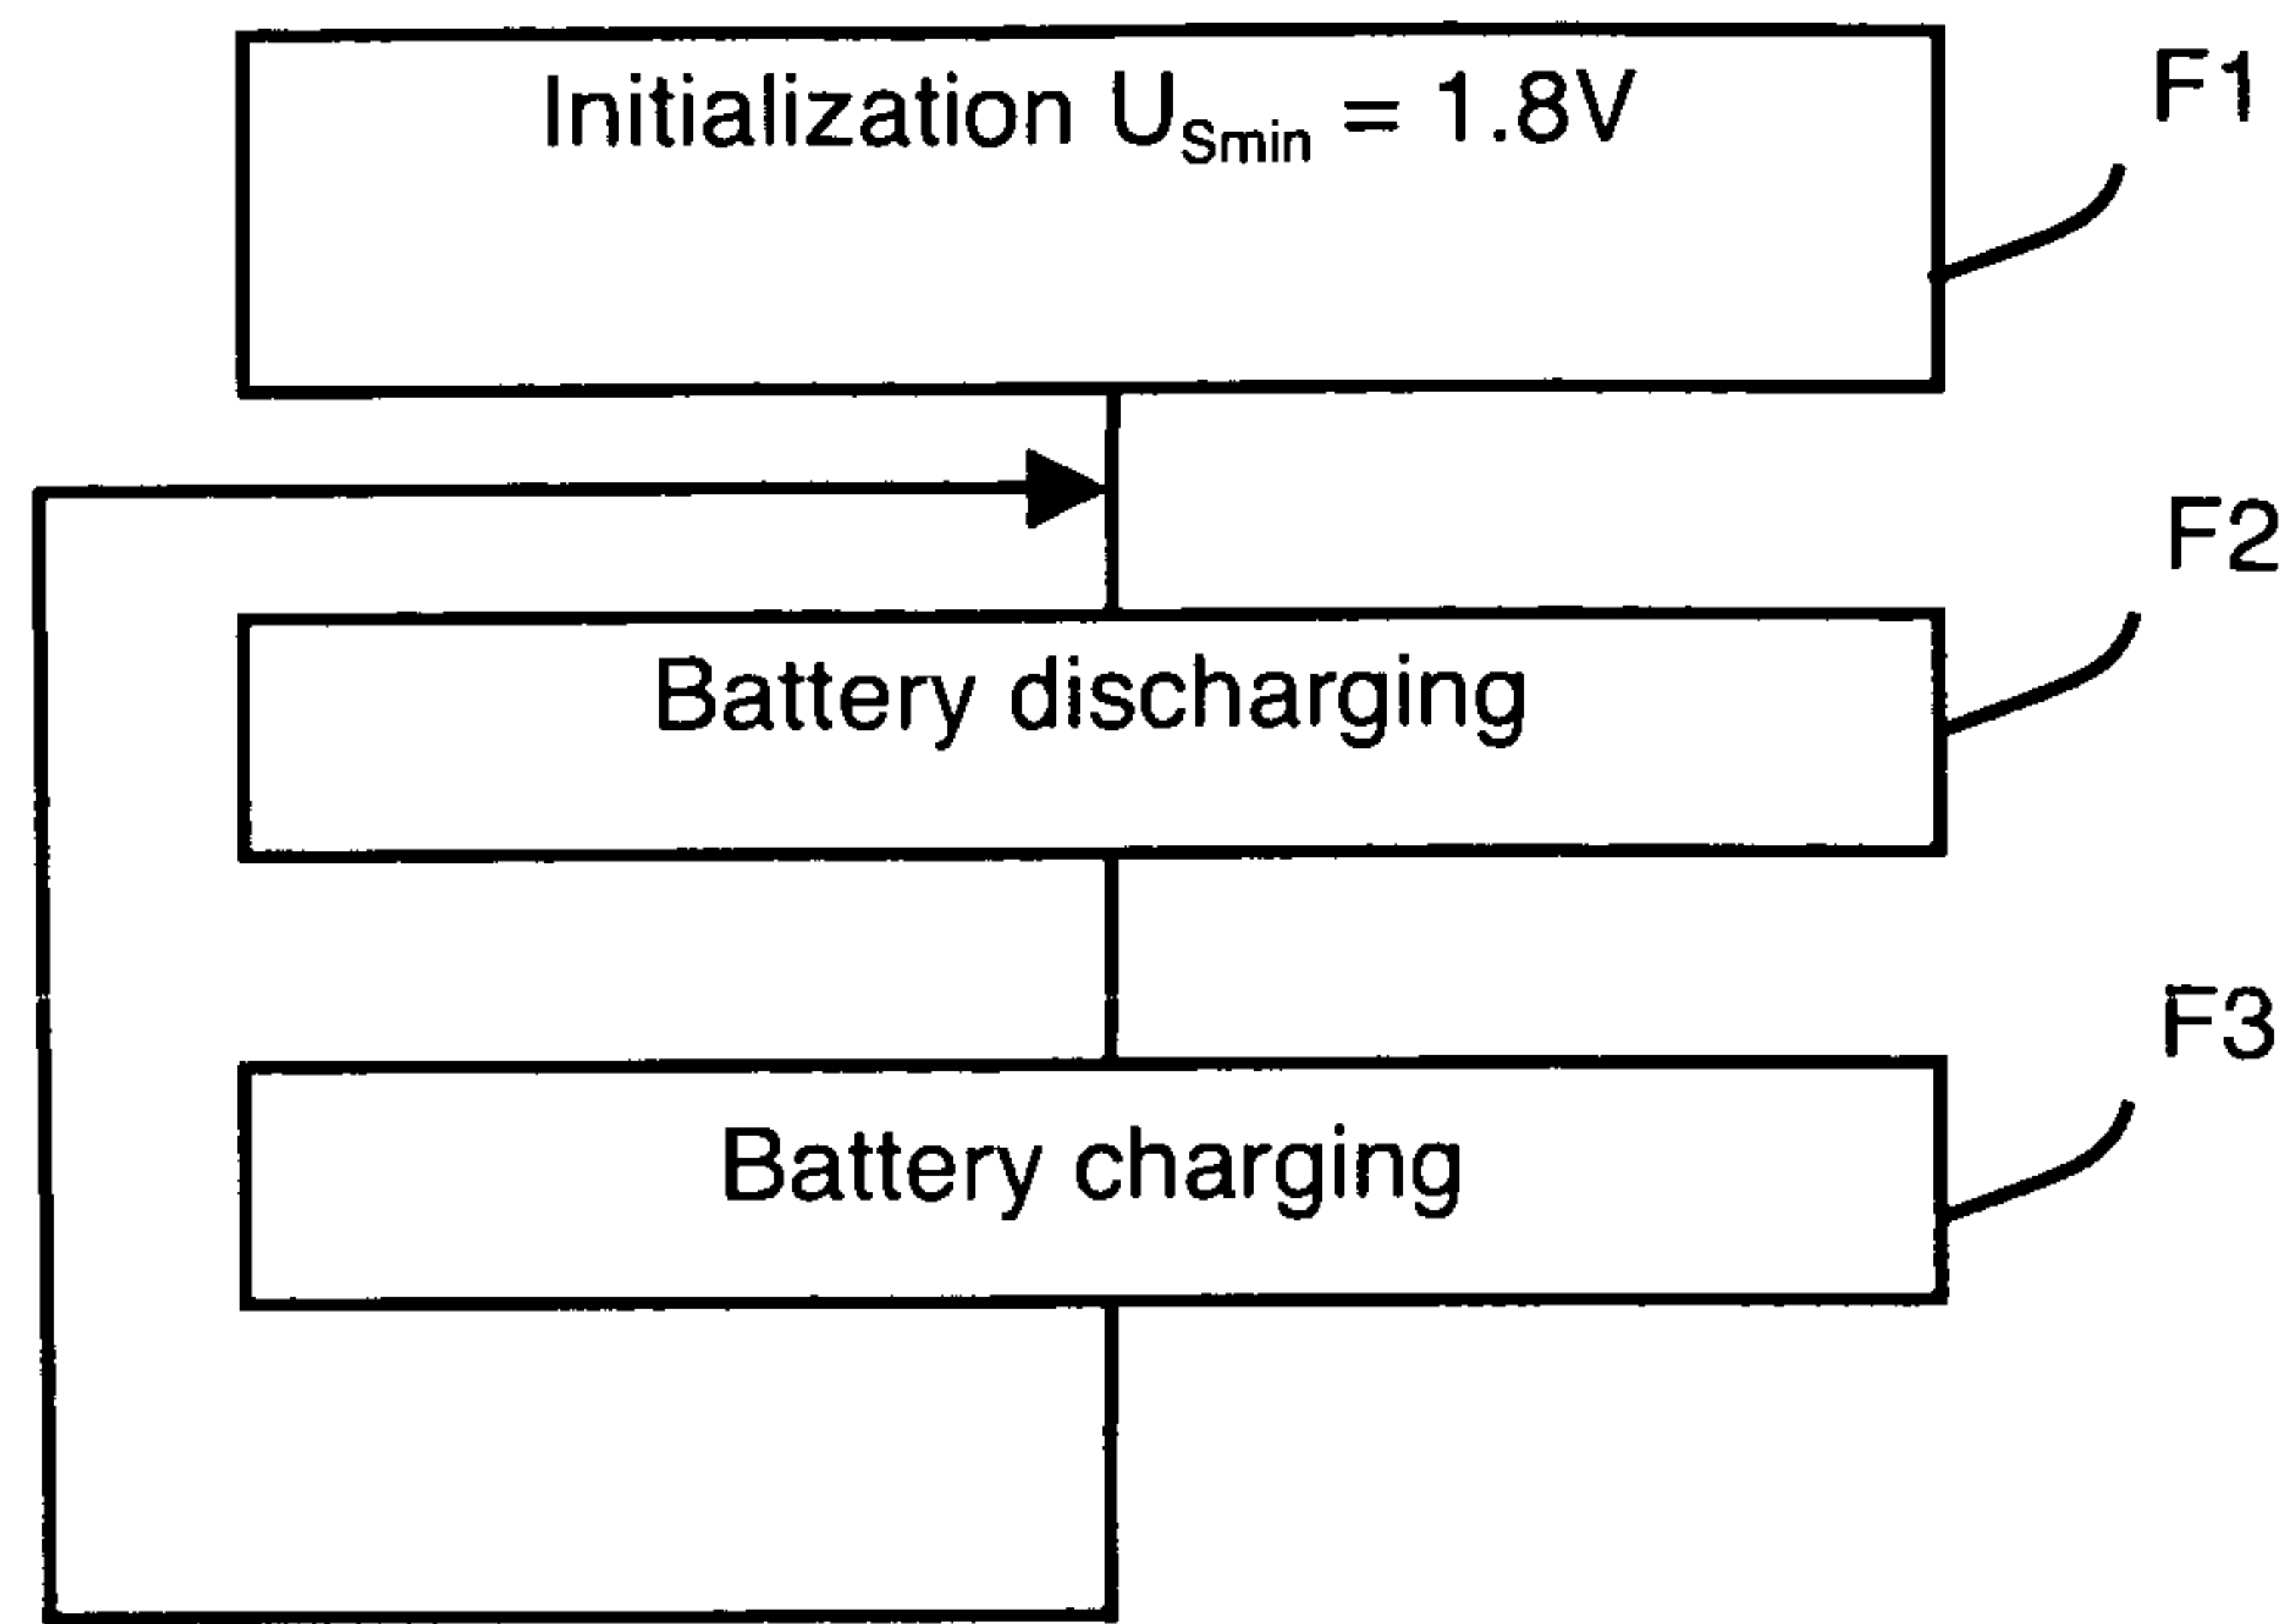 Initialization U_Smin = 1.8V
F1
F2
Battery discharging
F3
Battery charging